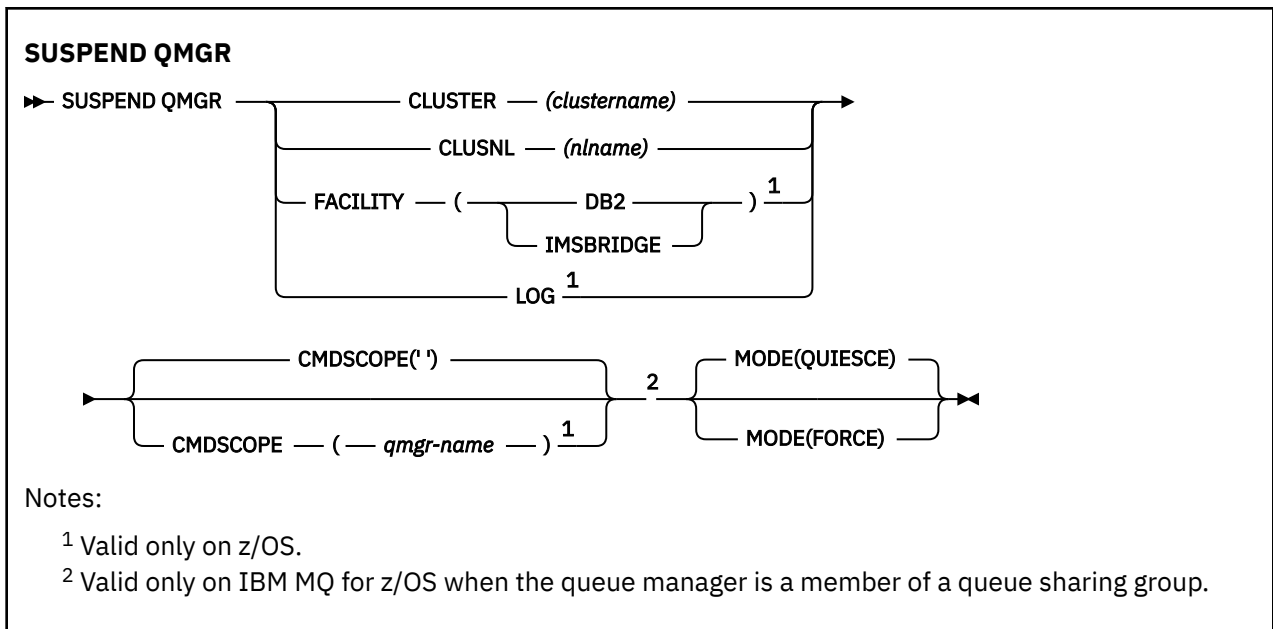 SUSPEND QMGR
SUSPEND QMGR CLUSTER (clustername)
CLUSNL (nlname)
FACILITY ( DB2 ) 1
IMSBRIDGE
LOG 1
CMDSCOPE(' ') 2 MODE(QUIESCE)
CMDSCOPE ( qmgr-name ) 1 MODE(FORCE)
Notes:
1 Valid only on z/OS.
2 Valid only on IBM MQ for z/OS when the queue manager is a member of a queue sharing group.